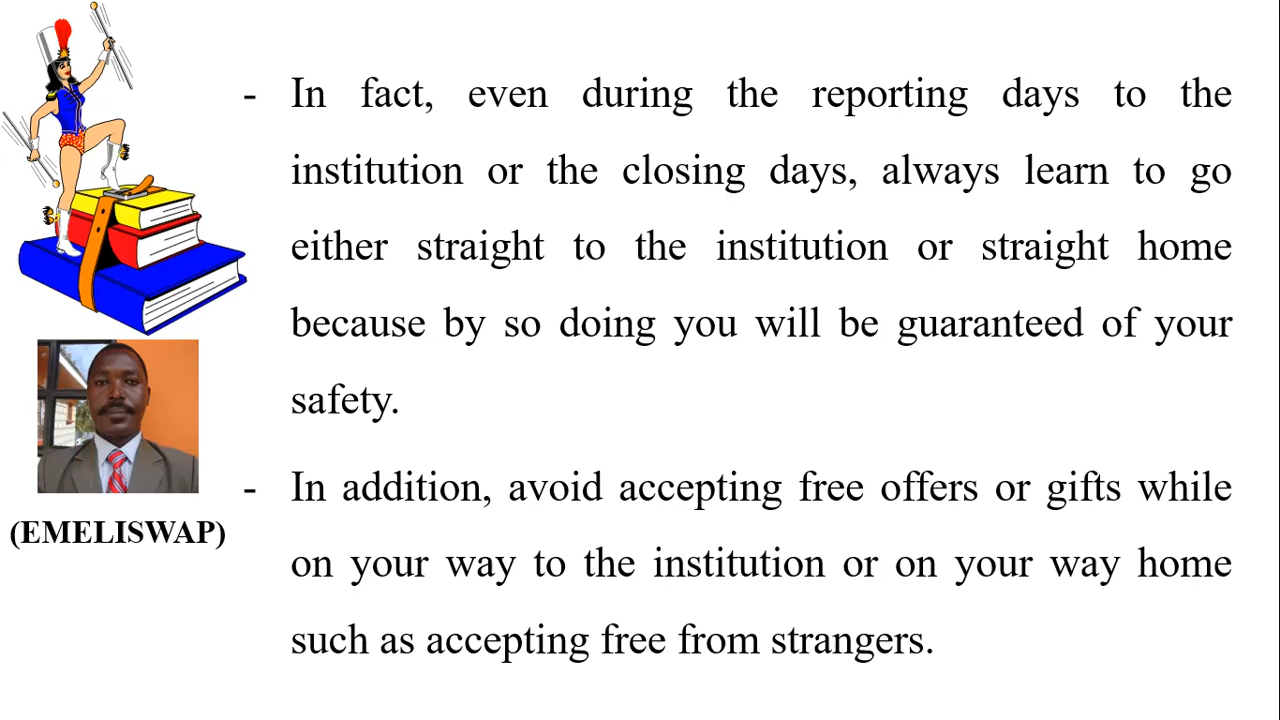 - In fact, even during the reporting days to the
institution or the closing days, always learn to go
either straight to the institution or straight home
because by so doing you will be guaranteed of your
safety.
- In addition, avoid accepting free offers or gifts while
on your way to the institution or on your way home
such as accepting free from strangers.
(EMELISWAP)